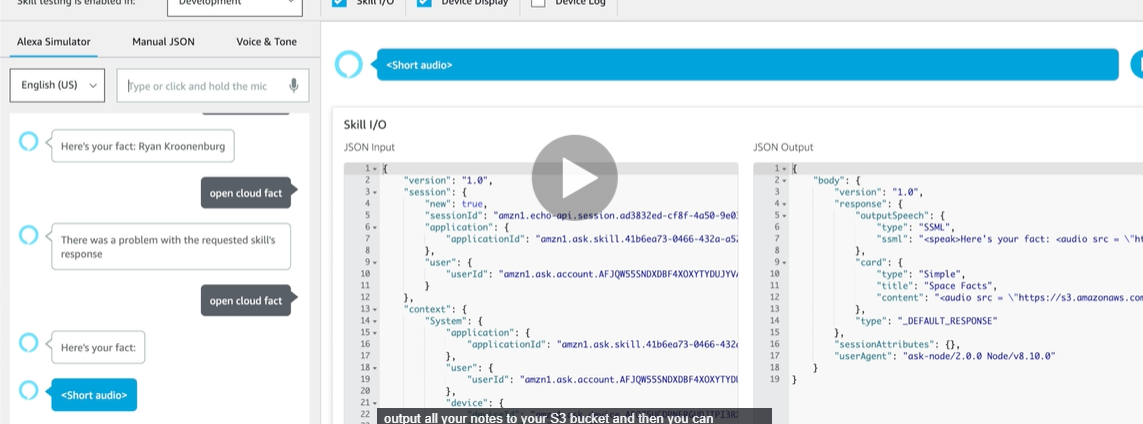 Skill testing is enabled in: Development Skill I/O Device Display Device Log
Alexa Simulator Manual JSON Voice & Tone
English (US) Type or click and hold the mic
<Short audio>
Here's your fact: Ryan Kroonenburg
open cloud fact
There was a problem with the requested skill's
response
open cloud fact
Here's your fact:
<Short audio>
Skill I/O
JSON Input
1 {
2 "version": "1.0",
3 "session": {
4 "new": true,
5 "sessionId": "amzn1.echo-api.session.ad3832ed-cf8f-4a50-9e0
6 "application": {
7 "applicationId": "amzn1.ask.skill.41b6ea73-0466-432a-a5
8 },
9 "user": {
10 "userId": "amzn1.ask.account.AFJQW55SNDXDBF4XOXYTYDUJYV
11 }
12 },
13 "context": {
14 "System": {
15 "application": {
16 "applicationId": "amzn1.ask.skill.41b6ea73-0466-432
17 },
18 "user": {
19 "userId": "amzn1.ask.account.AFJQW55SNDXDBF4XOXYTYD
20 },
21 "device": {
22
JSON Output
1 {
2 "body": {
3 "version": "1.0",
4 "response": {
5 "outputSpeech": {
6 "type": "SSML",
7 "ssml": "<speak>Here's your fact: <audio src = \"ht
8 },
9 "card": {
10 "type": "Simple",
11 "title": "Space Facts",
12 "content": "<audio src = \"https://s3.amazonaws.com
13 },
14 "type": "_DEFAULT_RESPONSE"
15 },
16 "sessionAttributes": {},
17 "userAgent": "ask-node/2.0.0 Node/v8.10.0"
18 }
19 }
output all your notes to your S3 bucket and then you can